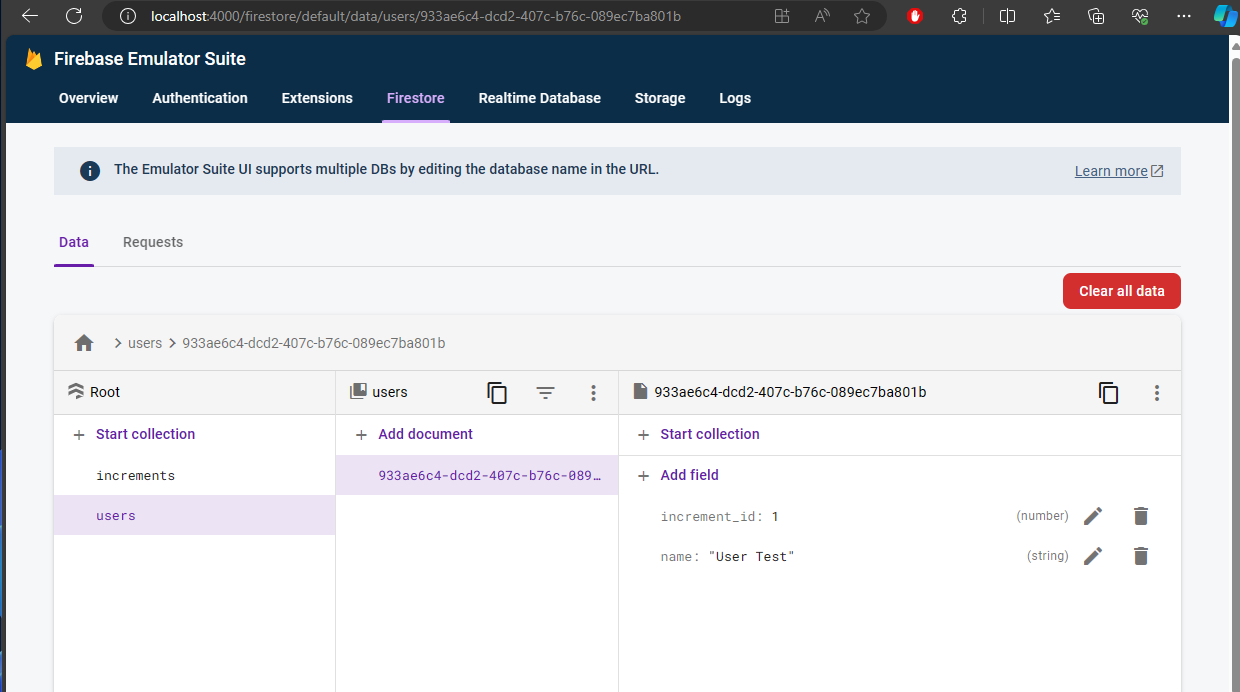 localhost:4000/firestore/default/data/users/933ae6c4-dcd2-407c-b76c-089ec7ba801b
Firebase Emulator Suite
Overview Authentication Extensions Firestore Realtime Database Storage Logs
The Emulator Suite UI supports multiple DBs by editing the database name in the URL. Learn more
Data Requests
Clear all data
users 933ae6c4-dcd2-407c-b76c-089ec7ba801b
Root users 933ae6c4-dcd2-407c-b76c-089ec7ba801b
Start collection Add document Start collection
increments 933ae6c4-dcd2-407c-b76c-089… Add field
users increment_id: 1 (number)
name: "User Test" (string)